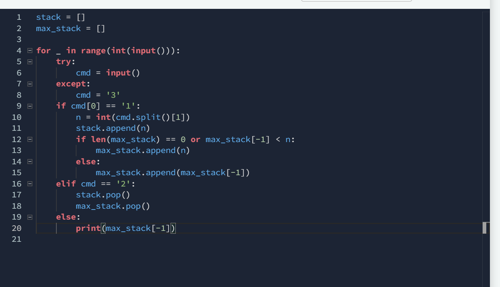 1 stack = []
2 max_stack = []
3
4 for _ in range(int(input())):
5     try:
6         cmd = input()
7     except:
8         cmd = '3'
9     if cmd[0] == '1':
10         n = int(cmd.split()[1])
11         stack.append(n)
12         if len(max_stack) == 0 or max_stack[-1] < n:
13             max_stack.append(n)
14         else:
15             max_stack.append(max_stack[-1])
16     elif cmd == '2':
17         stack.pop()
18         max_stack.pop()
19     else:
20         print(max_stack[-1])
21